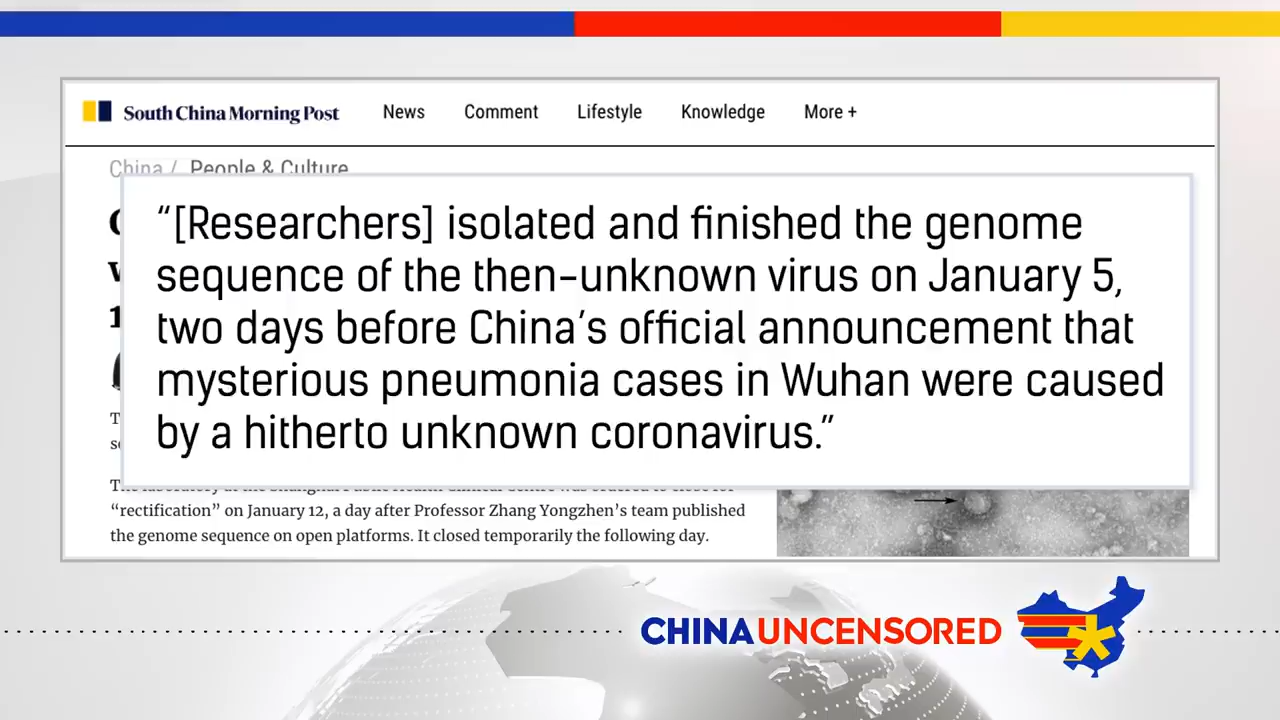 South China Morning Post News Comment Lifestyle Knowledge More +
China / People & Culture
“[Researchers] isolated and finished the genome
sequence of the then-unknown virus on January 5,
two days before China’s official announcement that
mysterious pneumonia cases in Wuhan were caused
by a hitherto unknown coronavirus.”
“rectification” on January 12, a day after Professor Zhang Yongzhen’s team published
the genome sequence on open platforms. It closed temporarily the following day.
CHINA UNCENSORED